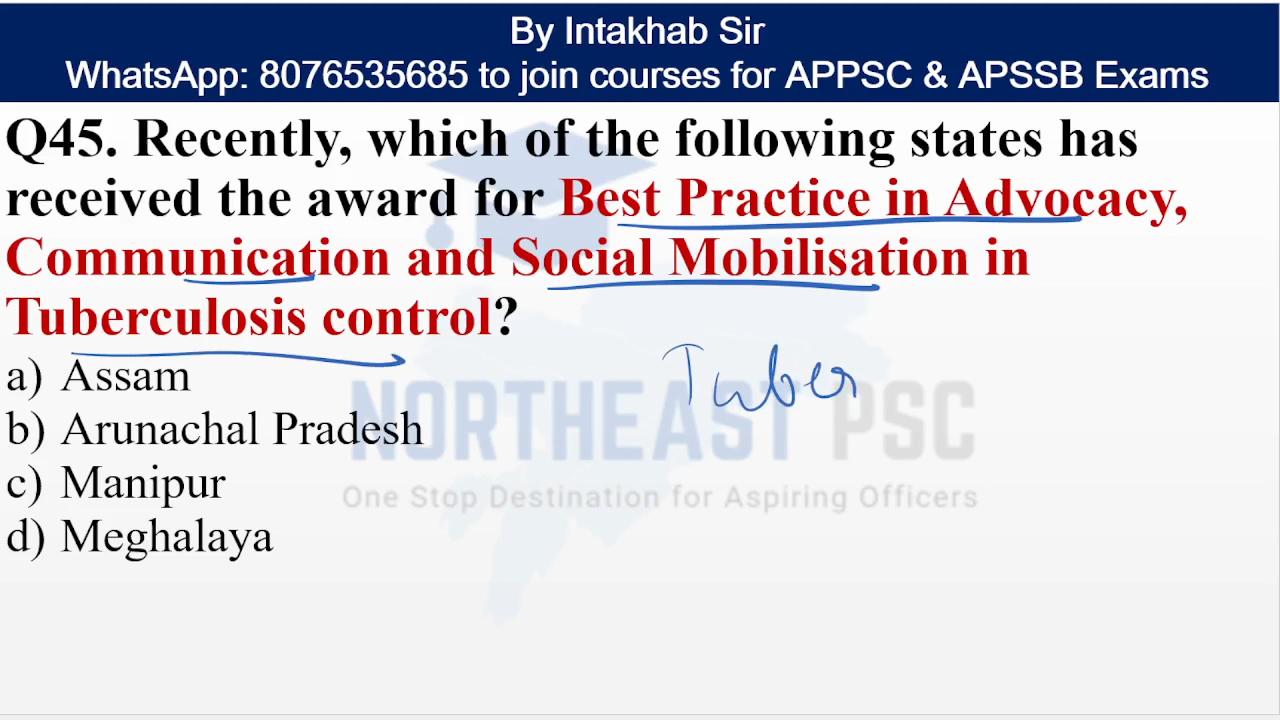 By Intakhab Sir
WhatsApp: 8076535685 to join courses for APPSC & APSSB Exams
Q45. Recently, which of the following states has
received the award for Best Practice in Advocacy,
Communication and Social Mobilisation in
Tuberculosis control?
a) Assam
Tuber
b) Arunachal Pradesh
NORTHEAST PSC
c) Manipur
One Stop Destination for Aspiring Officers
d) Meghalaya